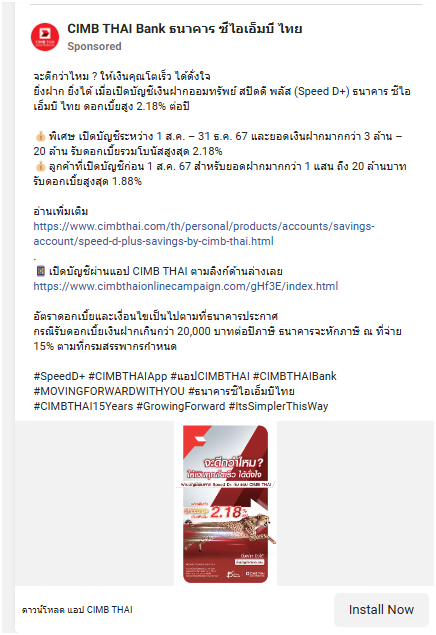 CIMB THAI Bank ธนาคาร ซีไอเอ็มบี ไทย
Sponsored
จะดีกว่าไหม ? ให้เงินคุณโตเร็ว ได้ดั่งใจ
ยิ่งฝาก ยิ่งได้ เมื่อเปิดบัญชีเงินฝากออมทรัพย์ สปีดดี พลัส (Speed D+) ธนาคาร ซีไอ
เอ็มบี ไทย ดอกเบี้ยสูง 2.18% ต่อปี
💰 พิเศษ เปิดบัญชีระหว่าง 1 ส.ค. – 31 ธ.ค. 67 และยอดเงินฝากมากกว่า 3 ล้าน –
20 ล้าน รับดอกเบี้ยรวมโบนัสสูงสุด 2.18%
💰 ลูกค้าที่เปิดบัญชีก่อน 1 ส.ค. 67 สำหรับยอดฝากมากกว่า 1 แสน ถึง 20 ล้านบาท
รับดอกเบี้ยสูงสุด 1.88%
อ่านเพิ่มเติม
https://www.cimbthai.com/th/personal/products/accounts/savings-
account/speed-d-plus-savings-by-cimb-thai.html
.
📲 เปิดบัญชีผ่านแอป CIMB THAI ตามลิงก์ด้านล่างเลย
https://www.cimbthaionlinecampaign.com/gHf3E/index.html
อัตราดอกเบี้ยและเงื่อนไขเป็นไปตามที่ธนาคารประกาศ
กรณีรับดอกเบี้ยเงินฝากเกินกว่า 20,000 บาทต่อปีภาษี ธนาคารจะหักภาษี ณ ที่จ่าย
15% ตามที่กรมสรรพากรกำหนด
#SpeedD+ #CIMBTHAIApp #แอปCIMBTHAI #CIMBTHAIBank
#MOVINGFORWARDWITHYOU #ธนาคารซีไอเอ็มบีไทย
#CIMBTHAI15Years #GrowingForward #ItsSimplerThisWay
จะดีกว่าไหม?
ให้เงินคุณโตเร็ว ได้ดั่งใจ
2.18%
CIMB THAI
ดาวน์โหลด แอป CIMB THAI
Install Now